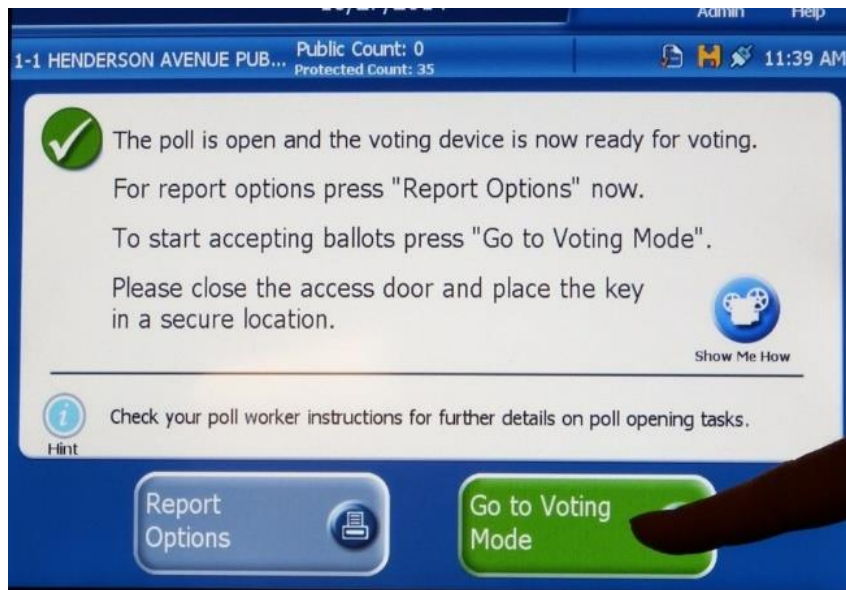 Admin Help
1-1 HENDERSON AVENUE PUB... Public Count: 0
Protected Count: 35
11:39 AM
The poll is open and the voting device is now ready for voting.
For report options press "Report Options" now.
To start accepting ballots press "Go to Voting Mode".
Please close the access door and place the key
in a secure location.
Show Me How
Check your poll worker instructions for further details on poll opening tasks.
Hint
Report
Options
Go to Voting
Mode